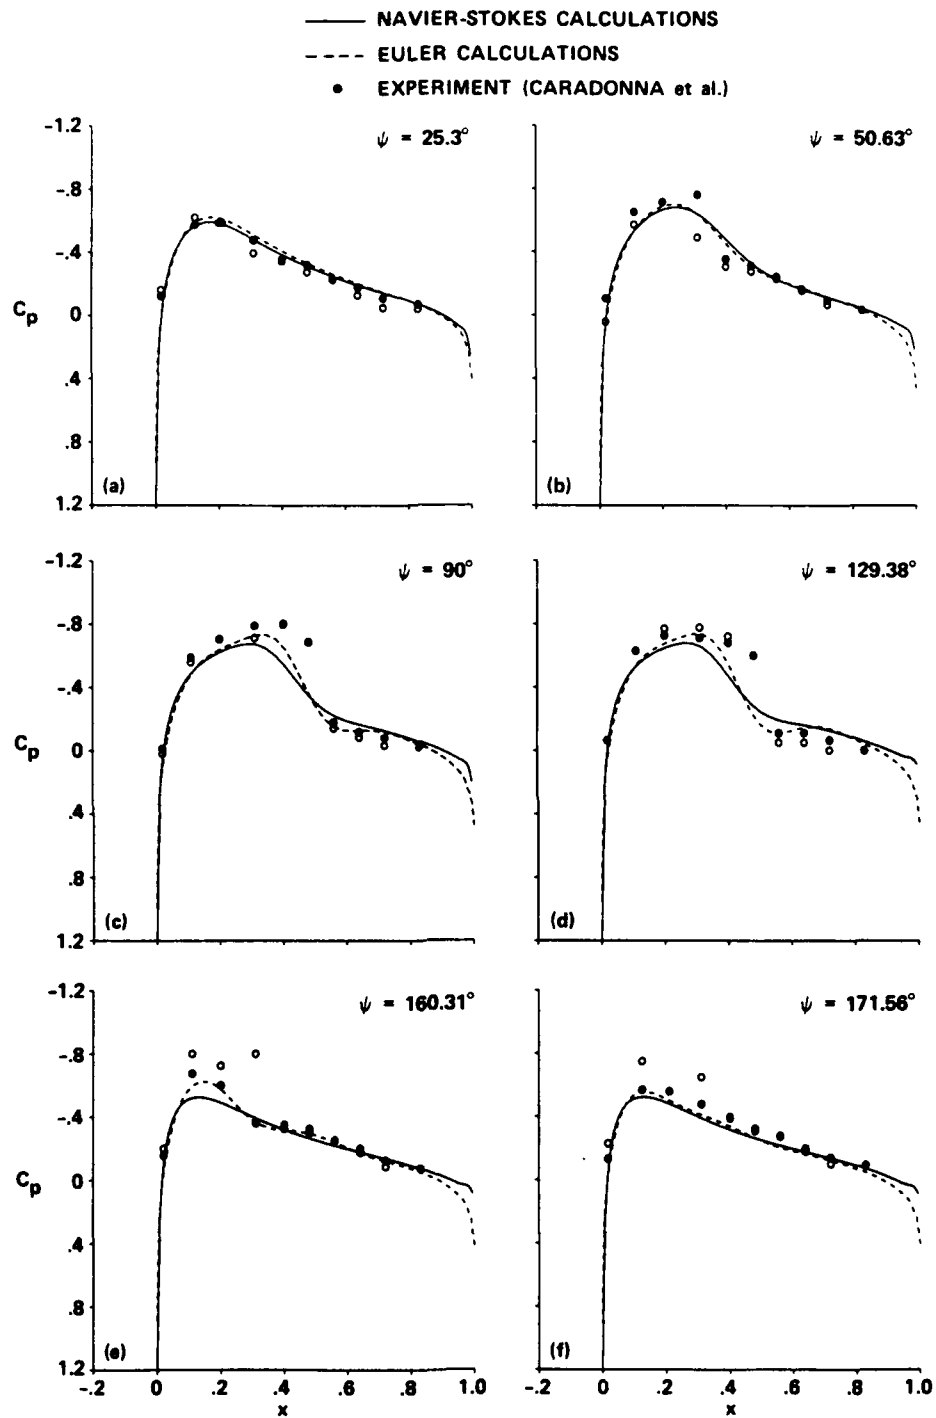 NAVIER-STOKES CALCULATIONS
EULER CALCULATIONS
EXPERIMENT (CARADONNA et al.)
-1.2
-.8
-.4
0
.4
.8
1.2
Cp
ψ = 25.3°
(a)
ψ = 50.63°
(b)
-1.2
-.8
-.4
0
.4
.8
1.2
Cp
ψ = 90°
(c)
ψ = 129.38°
(d)
-1.2
-.8
-.4
0
.4
.8
1.2
Cp
ψ = 160.31°
(e)
-.2 0 .2 .4 .6 .8 1.0
x
ψ = 171.56°
(f)
-.2 0 .2 .4 .6 .8 1.0
x